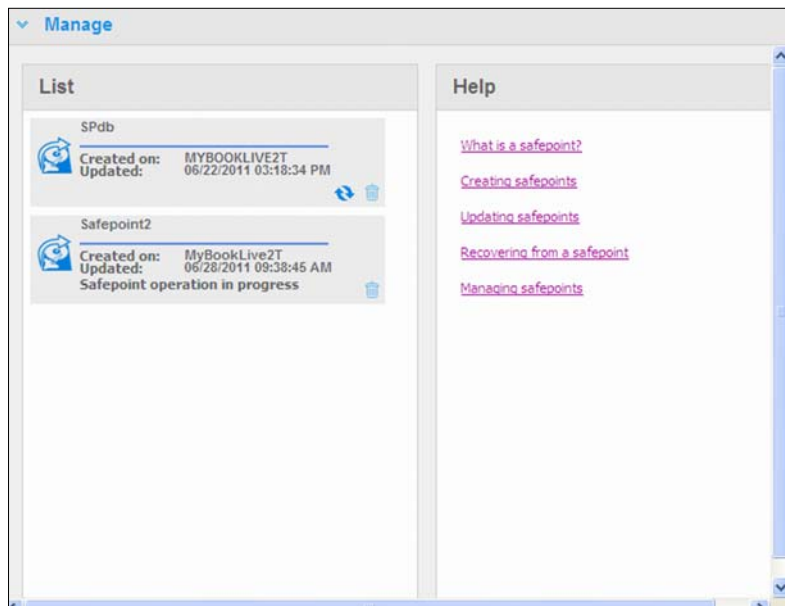 Manage
List
SPdb
Created on: MYBOOKLIVE2T
Updated: 06/22/2011 03:18:34 PM
Safepoint2
Created on: MyBookLive2T
Updated: 06/28/2011 09:38:45 AM
Safepoint operation in progress
Help
What is a safepoint?
Creating safepoints
Updating safepoints
Recovering from a safepoint
Managing safepoints